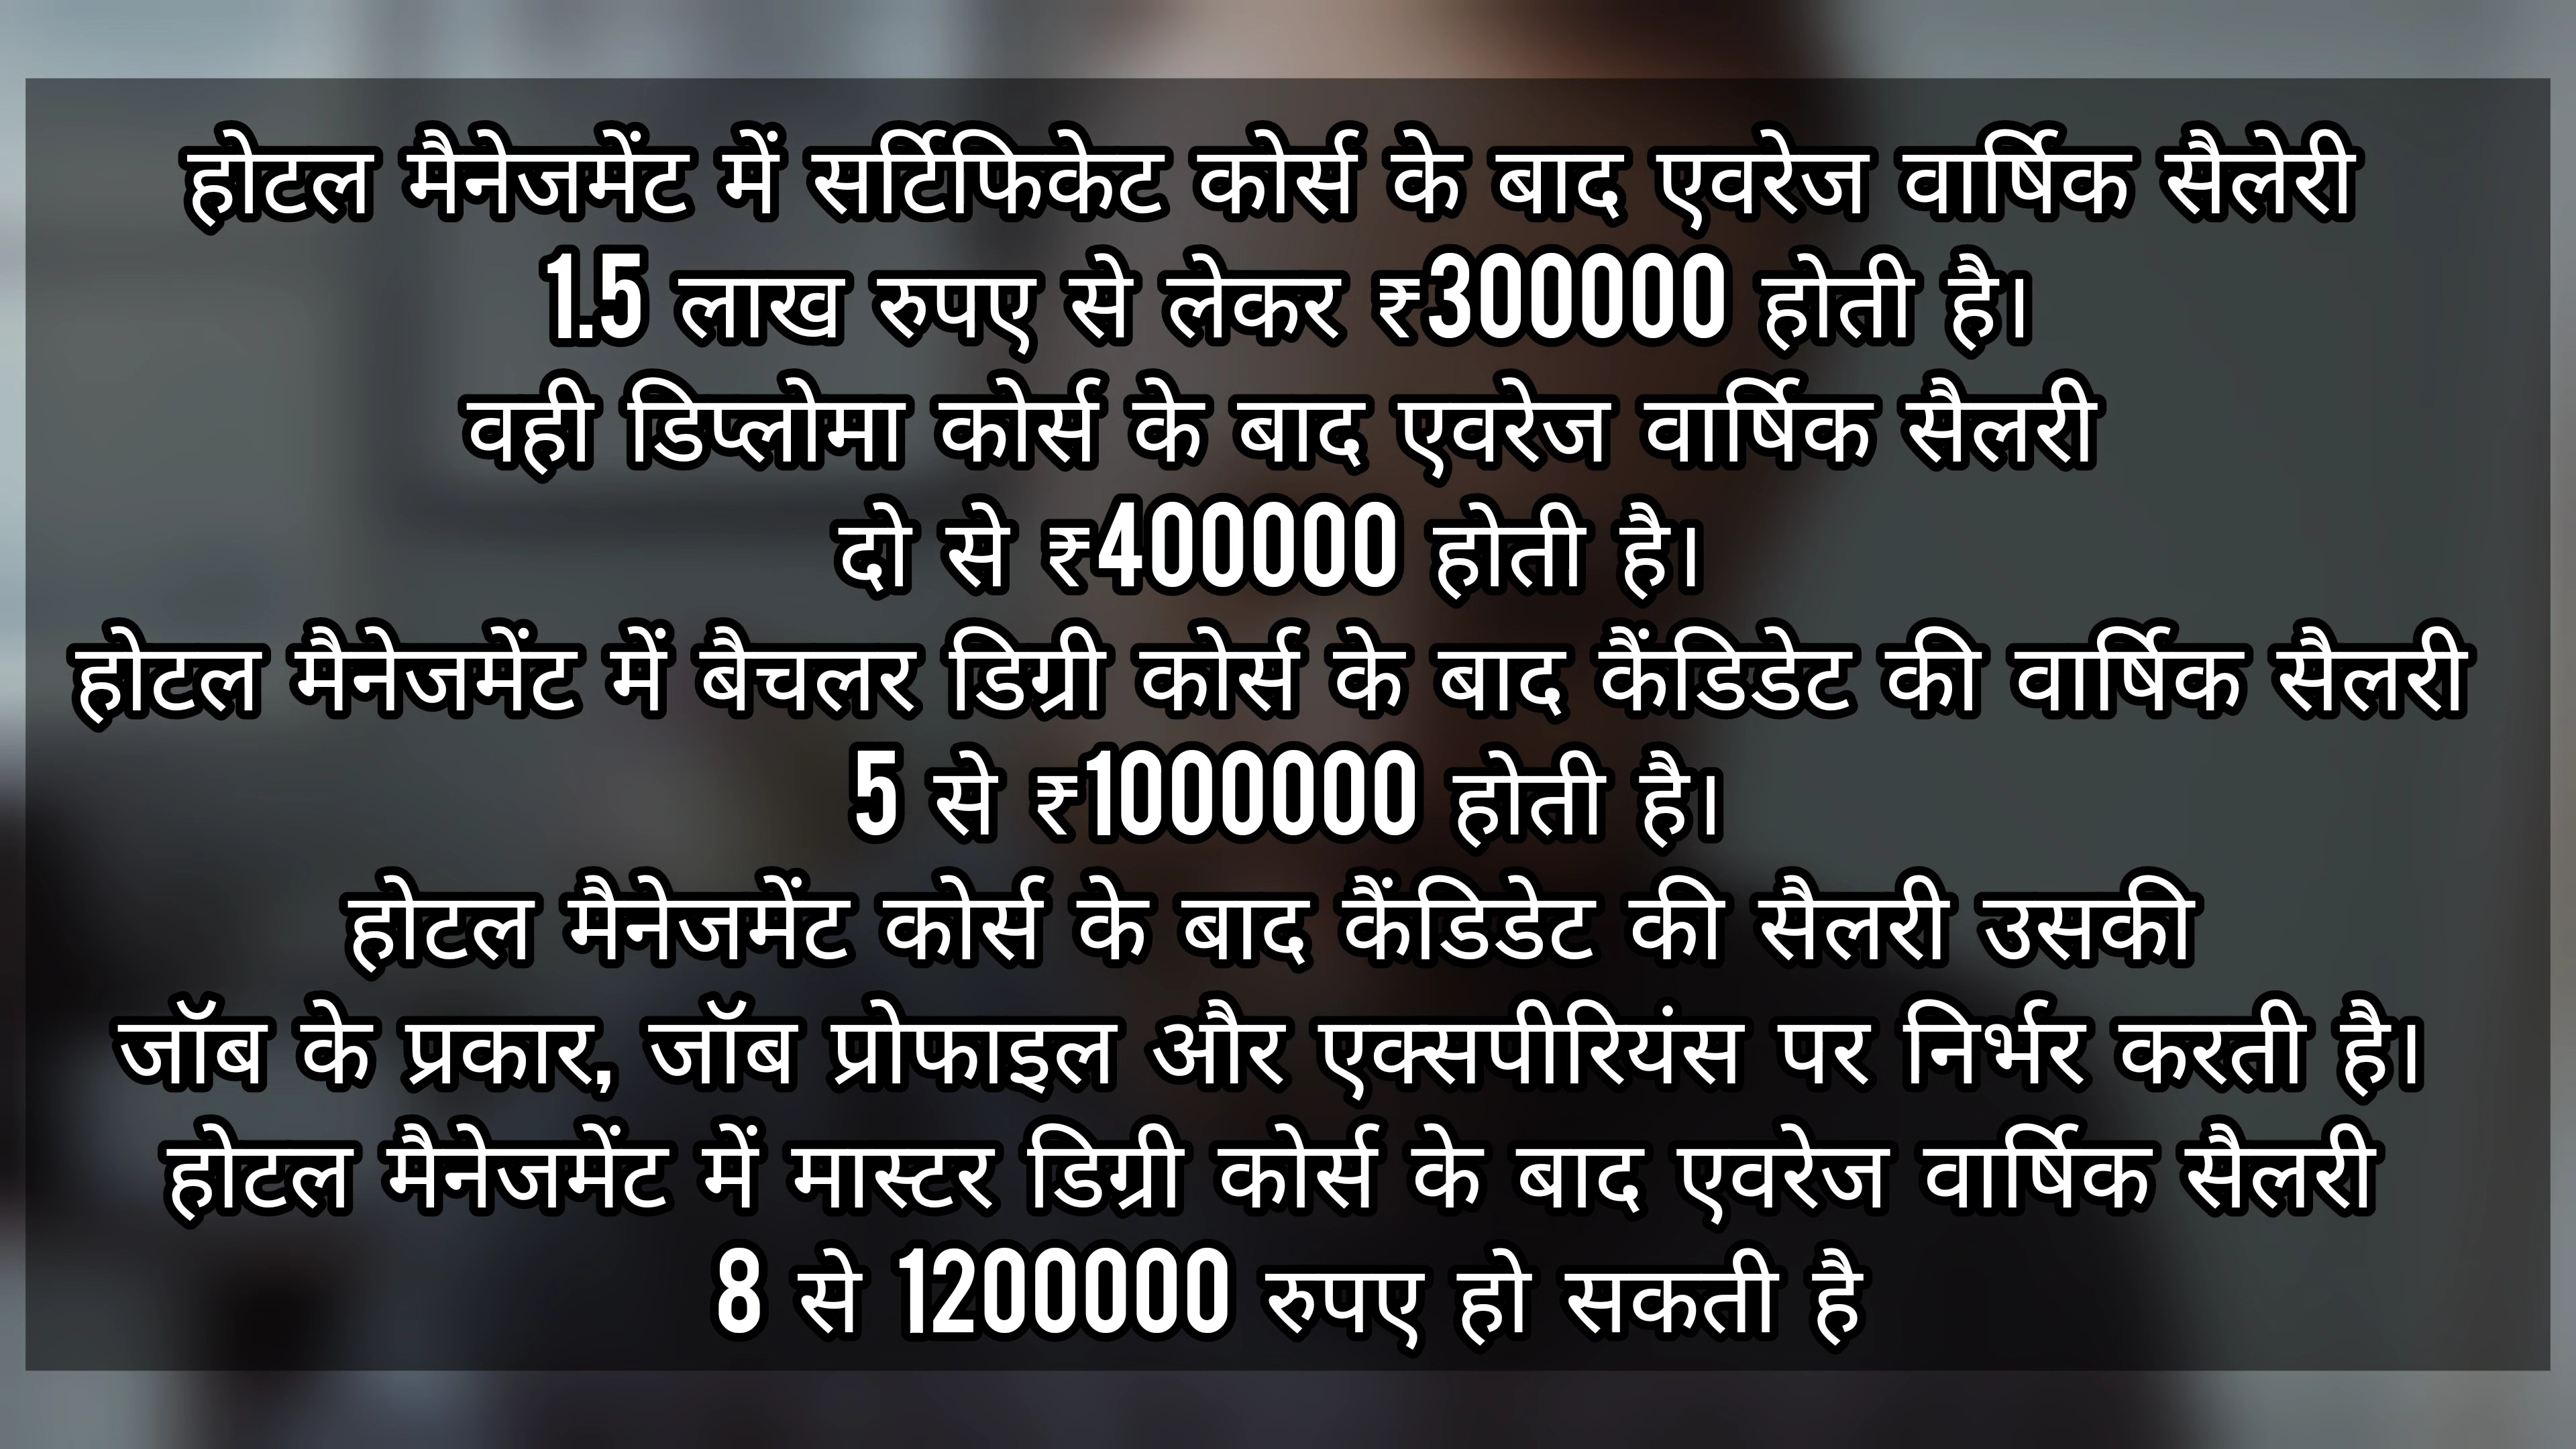 होटल मैनेजमेंट में सर्टिफिकेट कोर्स के बाद एवरेज वार्षिक सैलेरी
1.5 लाख रुपए से लेकर ₹300000 होती है।
वही डिप्लोमा कोर्स के बाद एवरेज वार्षिक सैलरी
दो से ₹400000 होती है।
होटल मैनेजमेंट में बैचलर डिग्री कोर्स के बाद कैंडिडेट की वार्षिक सैलरी
5 से ₹1000000 होती है।
होटल मैनेजमेंट कोर्स के बाद कैंडिडेट की सैलरी उसकी
जॉब के प्रकार, जॉब प्रोफाइल और एक्सपीरियंस पर निर्भर करती है।
होटल मैनेजमेंट में मास्टर डिग्री कोर्स के बाद एवरेज वार्षिक सैलरी
8 से 1200000 रुपए हो सकती है